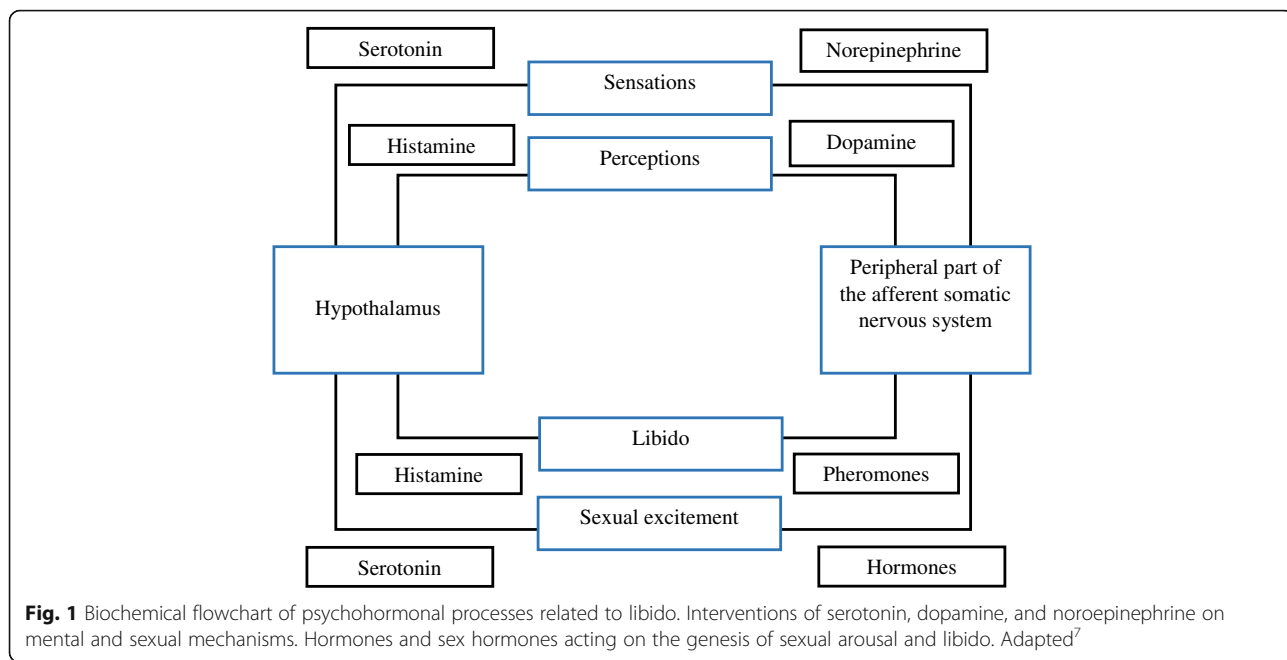 Serotonin
Norepinephrine
Sensations
Histamine
Dopamine
Perceptions
Hypothalamus
Peripheral part of
the afferent somatic
nervous system
Libido
Histamine
Pheromones
Sexual excitement
Serotonin
Hormones
Fig. 1 Biochemical flowchart of psychohormonal processes related to libido. Interventions of serotonin, dopamine, and noroepinephrine on
mental and sexual mechanisms. Hormones and sex hormones acting on the genesis of sexual arousal and libido. Adapted7